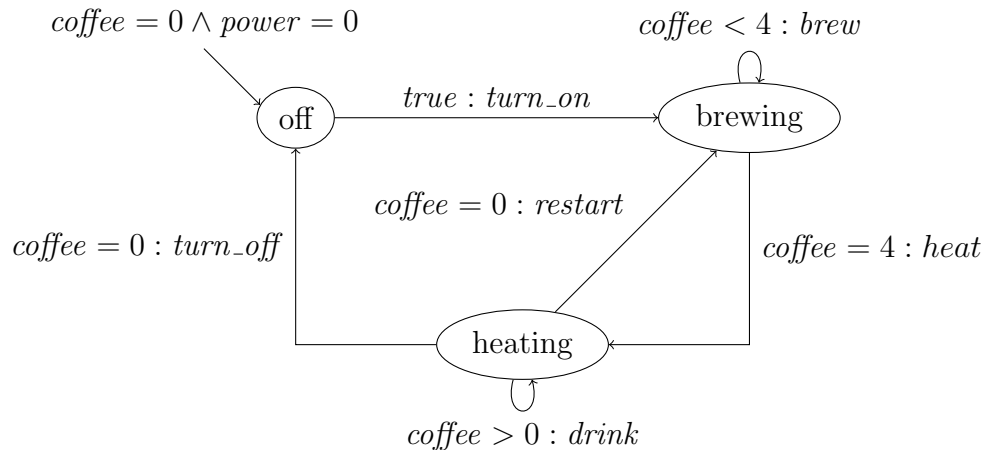 coffee = 0 ∧ power = 0
coffee < 4 : brew
off
true : turn_on
brewing
coffee = 0 : restart
coffee = 0 : turn_off
coffee = 4 : heat
heating
coffee > 0 : drink